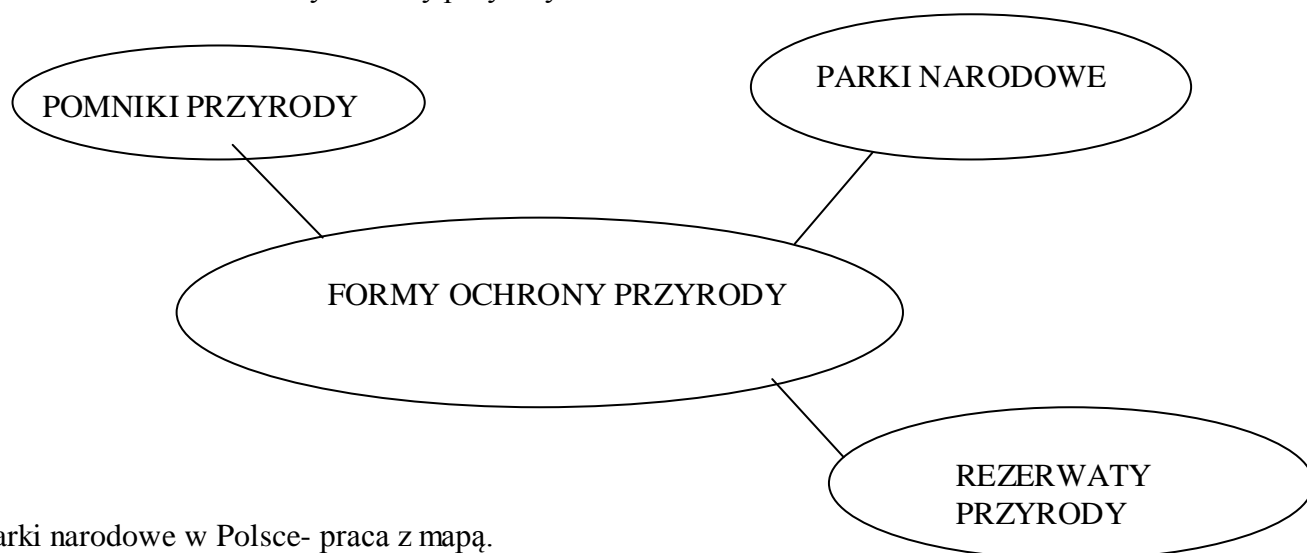 PARKI NARODOWE
POMNIKI PRZYRODY
FORMY OCHRONY PRZYRODY
REZERWATY
PRZYRODY
arki narodowe w Polsce- praca z mapą.